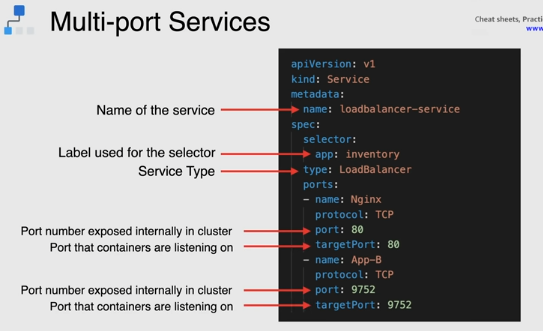 Multi-port Services
Cheat sheets, Practi
www.
Name of the service
Label used for the selector
Service Type
Port number exposed internally in cluster
Port that containers are listening on
Port number exposed internally in cluster
Port that containers are listening on
apiVersion: v1
kind: Service
metadata:
name: loadbalancer-service
spec:
selector:
app: inventory
type: LoadBalancer
ports:
- name: Nginx
protocol: TCP
port: 80
targetPort: 80
- name: App-B
protocol: TCP
port: 9752
targetPort: 9752